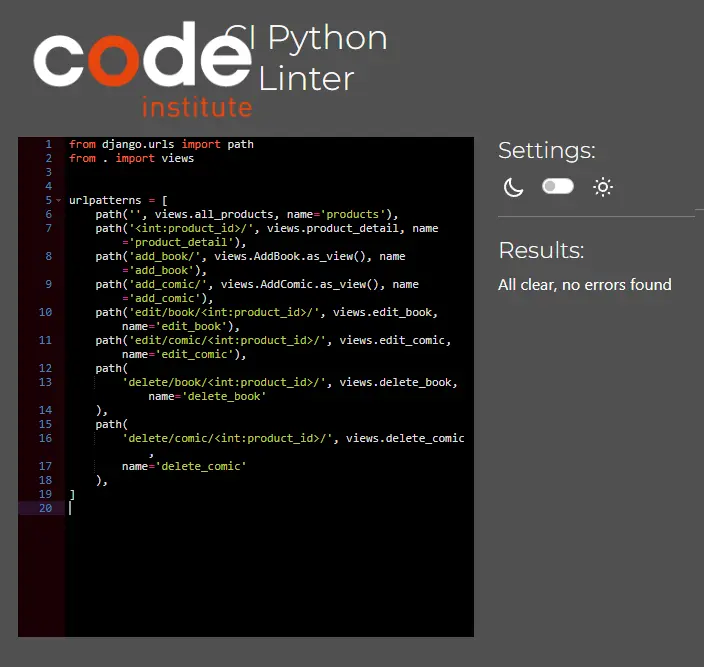 code
institute
CI Python
Linter
1 from django.urls import path
2 from . import views
3
4
5 urlpatterns = [
6     path('', views.all_products, name='products'),
7     path('<int:product_id>/', views.product_detail, name
='product_detail'),
8     path('add_book/', views.AddBook.as_view(), name
='add_book'),
9     path('add_comic/', views.AddComic.as_view(), name
='add_comic'),
10     path('edit/book/<int:product_id>/', views.edit_book,
name='edit_book'),
11     path('edit/comic/<int:product_id>/', views.edit_comic,
name='edit_comic'),
12     path(
13         'delete/book/<int:product_id>/', views.delete_book,
name='delete_book'
14     ),
15     path(
16         'delete/comic/<int:product_id>/', views.delete_comic
,
17         name='delete_comic'
18     ),
19 ]
20
Settings:
Results:
All clear, no errors found